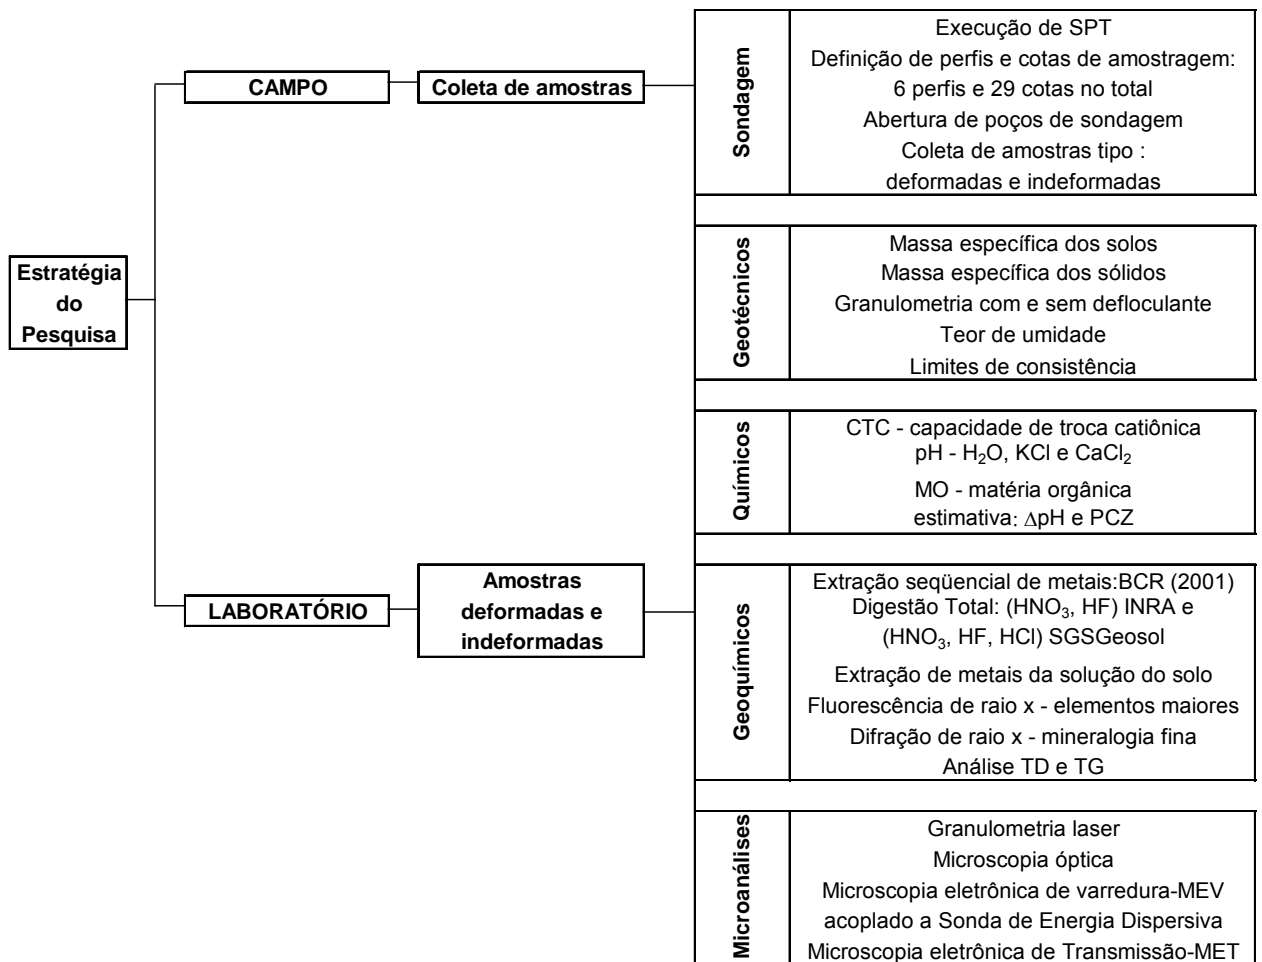 Estratégia
do
Pesquisa
CAMPO
Coleta de amostras
Sondagem
Execução de SPT
Definição de perfis e cotas de amostragem:
6 perfis e 29 cotas no total
Abertura de poços de sondagem
Coleta de amostras tipo :
deformadas e indeformadas
LABORATÓRIO
Amostras
deformadas e
indeformadas
Geotécnicos
Massa específica dos solos
Massa específica dos sólidos
Granulometria com e sem defloculante
Teor de umidade
Limites de consistência
Químicos
CTC - capacidade de troca catiônica
pH - H₂O, KCl e CaCl₂
MO - matéria orgânica
estimativa: ΔpH e PCZ
Geoquímicos
Extração seqüencial de metais:BCR (2001)
Digestão Total: (HNO₃, HF) INRA e
(HNO₃, HF, HCl) SGSGeosol
Extração de metais da solução do solo
Fluorescência de raio x - elementos maiores
Difração de raio x - mineralogia fina
Análise TD e TG
Microanálises
Granulometria laser
Microscopia óptica
Microscopia eletrônica de varredura-MEV
acoplado a Sonda de Energia Dispersiva
Microscopia eletrônica de Transmissão-MET